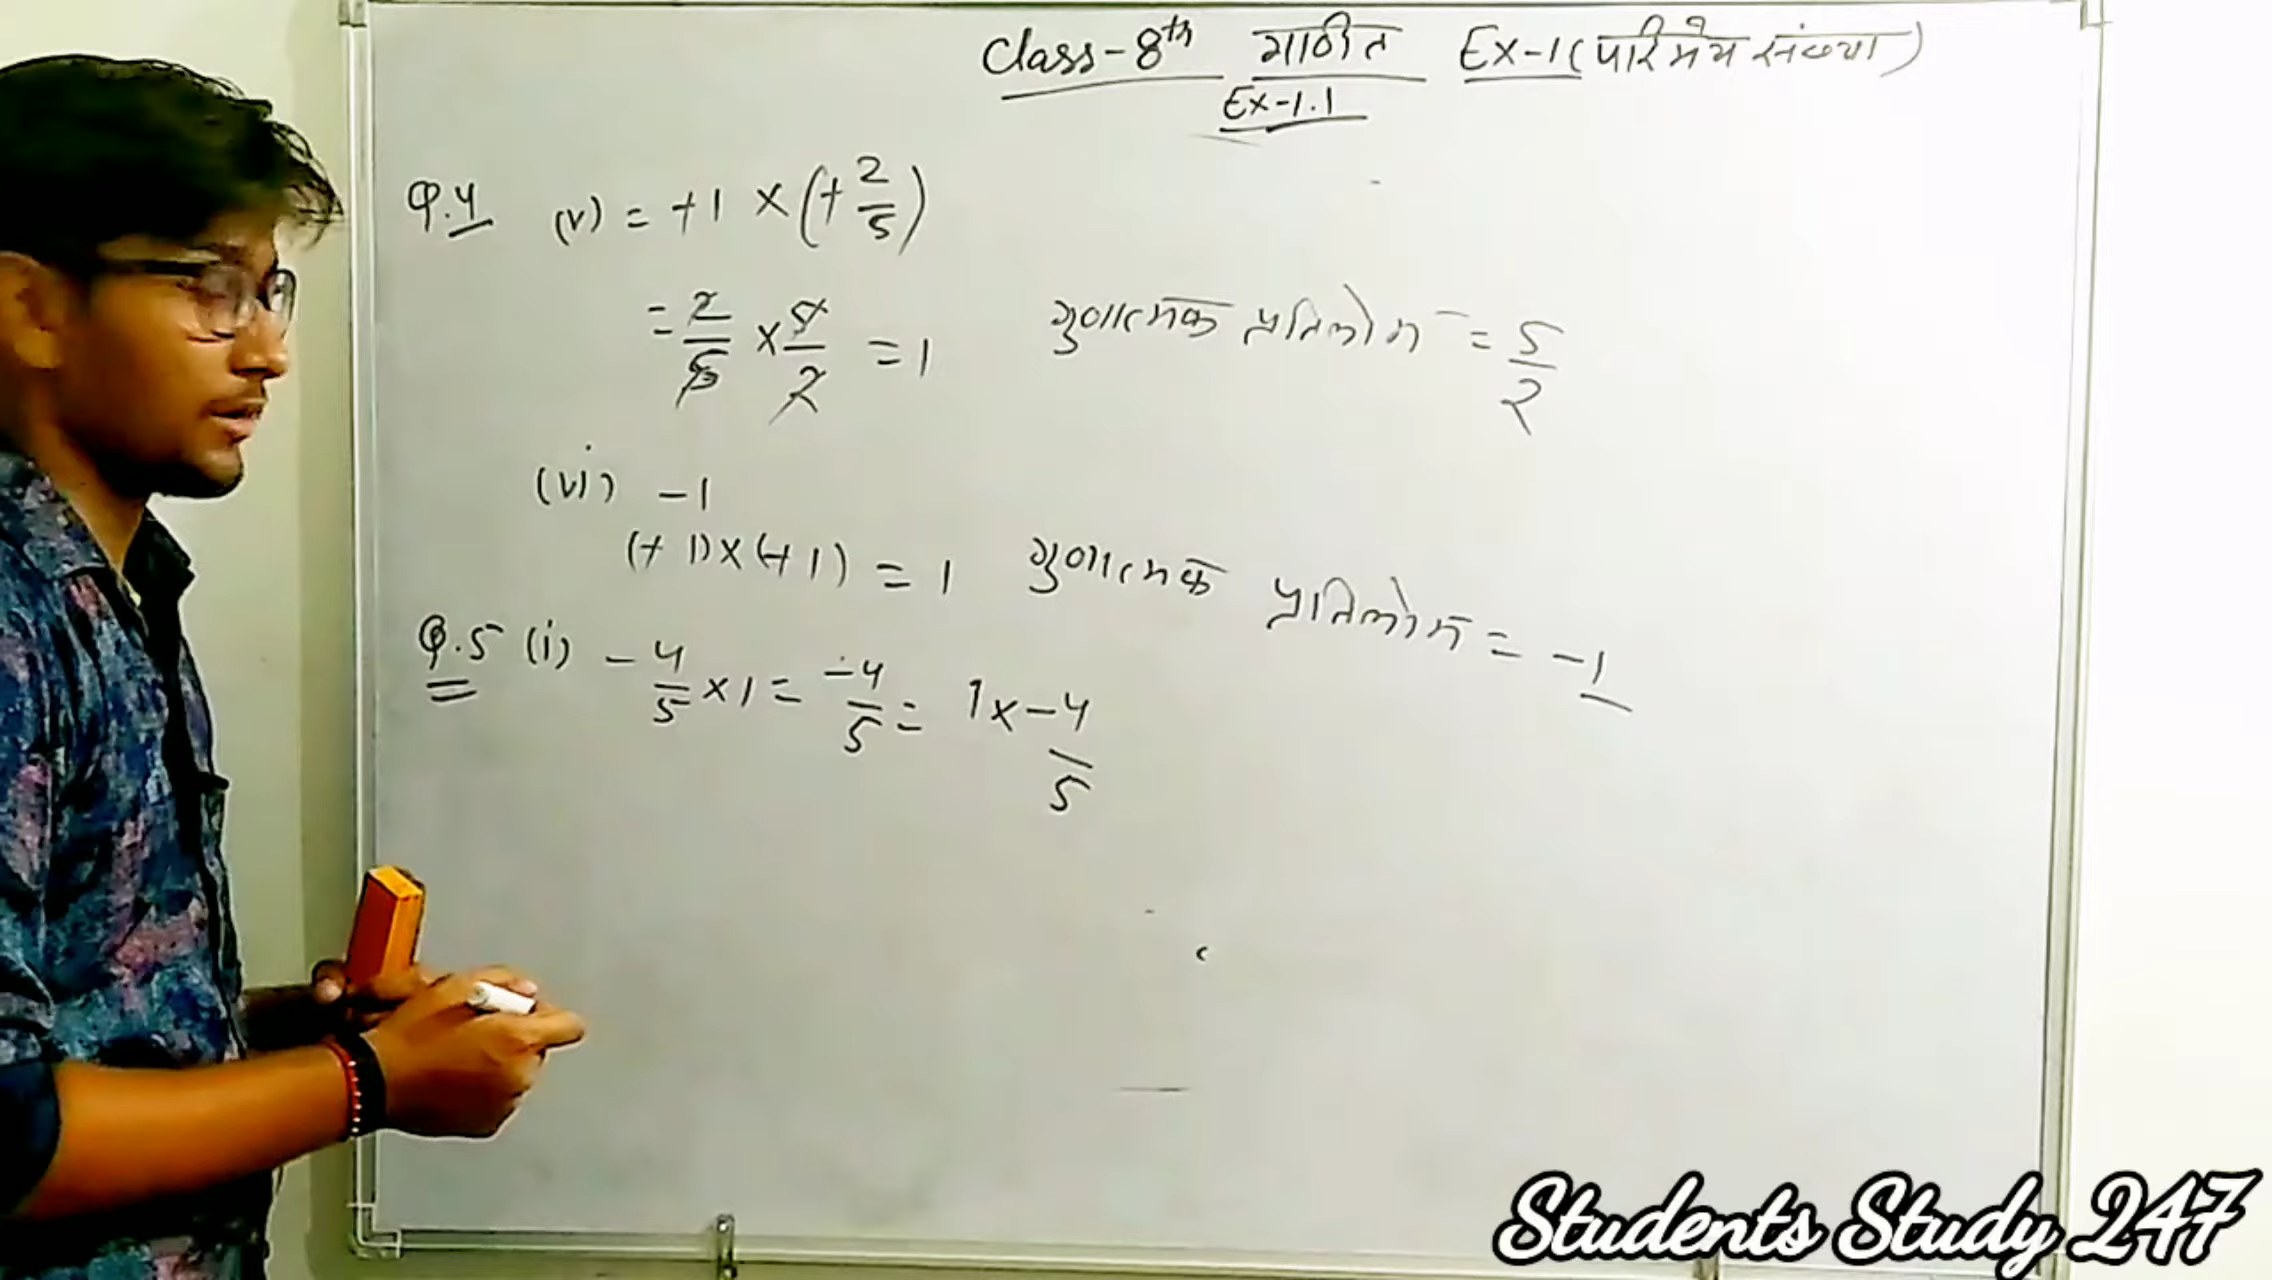 Class-8th गणित Ex-1(परिमेय संख्या)
Ex-1.1
Q.4 (v) = +1 × (+2/5)
= 2/5 × 5/2 = 1 गुणात्मक प्रतिलोम = 5/2
(vi) -1
(+1)×(+1) = 1 गुणात्मक प्रतिलोम = -1
Q.5 (i) -4/5 × 1 = -4/5 = 1 × -4/5
Students Study 247